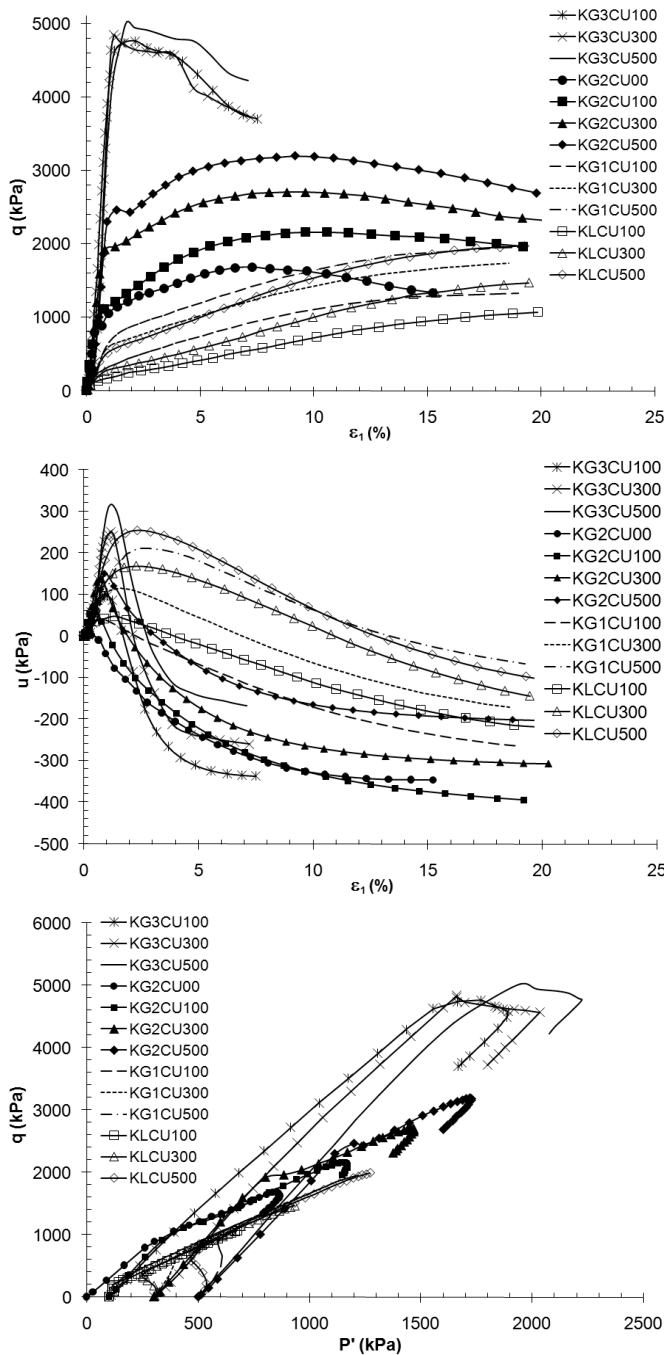 5000
4000
3000
2000
1000
0
q (kPa)
0 5 10 15 20 25
ε1 (%)
KG3CU100
KG3CU300
KG3CU500
KG2CU00
KG2CU100
KG2CU300
KG2CU500
KG1CU100
KG1CU300
KG1CU500
KLCU100
KLCU300
KLCU500
400
300
200
100
0
-100
-200
-300
-400
-500
u (kPa)
0 5 10 15 20 25
ε1 (%)
KG3CU100
KG3CU300
KG3CU500
KG2CU00
KG2CU100
KG2CU300
KG2CU500
KG1CU100
KG1CU300
KG1CU500
KLCU100
KLCU300
KLCU500
6000
5000
4000
3000
2000
1000
0
q (kPa)
0 500 1000 1500 2000 2500
P' (kPa)
KG3CU100
KG3CU300
KG3CU500
KG2CU00
KG2CU100
KG2CU300
KG2CU500
KG1CU100
KG1CU300
KG1CU500
KLCU100
KLCU300
KLCU500